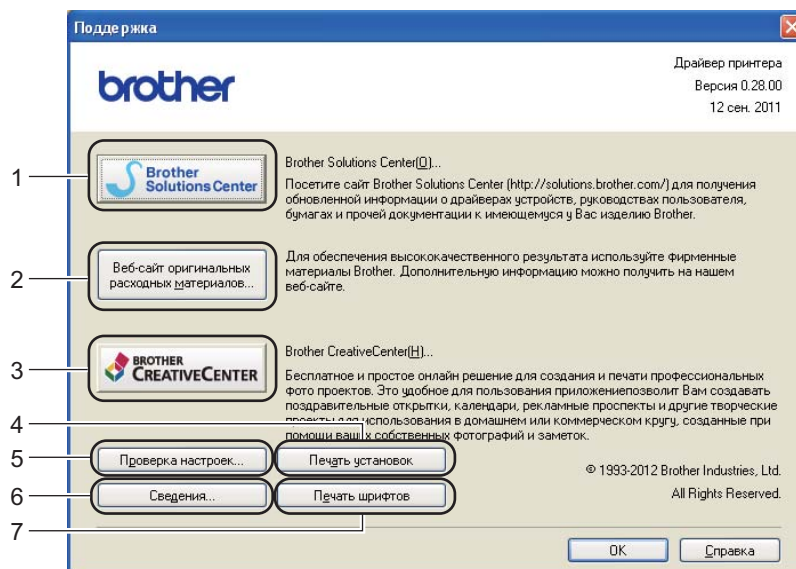 Поддержка
brother
Драйвер принтера
Версия 0.28.00
12 сен. 2011
1
Brother
Solutions Center
Brother Solutions Center(O)...
Посетите сайт Brother Solutions Center (http://solutions.brother.com/) для получения
обновленной информации о драйверах устройств, руководствах пользователя,
бумагах и прочей документации к имеющемуся у Вас изделию Brother.
2
Веб-сайт оригинальных
расходных материалов...
Для обеспечения высококачественного результата используйте фирменные
материалы Brother. Дополнительную информацию можно получить на нашем
веб-сайте.
3
BROTHER
CREATIVECENTER
Brother CreativeCenter(H)...
Бесплатное и простое онлайн решение для создания и печати профессиональных
фото проектов. Это удобное для пользования приложениепозволит Вам создавать
поздравительные открытки, календари, рекламные проспекты и другие творческие
проекты для использования в домашнем или коммерческом кругу, созданные при
помощи ваших собственных фотографий и заметок.
4
5
Проверка настроек...
Печать установок
6
Сведения...
Печать шрифтов
7
© 1993-2012 Brother Industries, Ltd.
All Rights Reserved.
OK
Справка